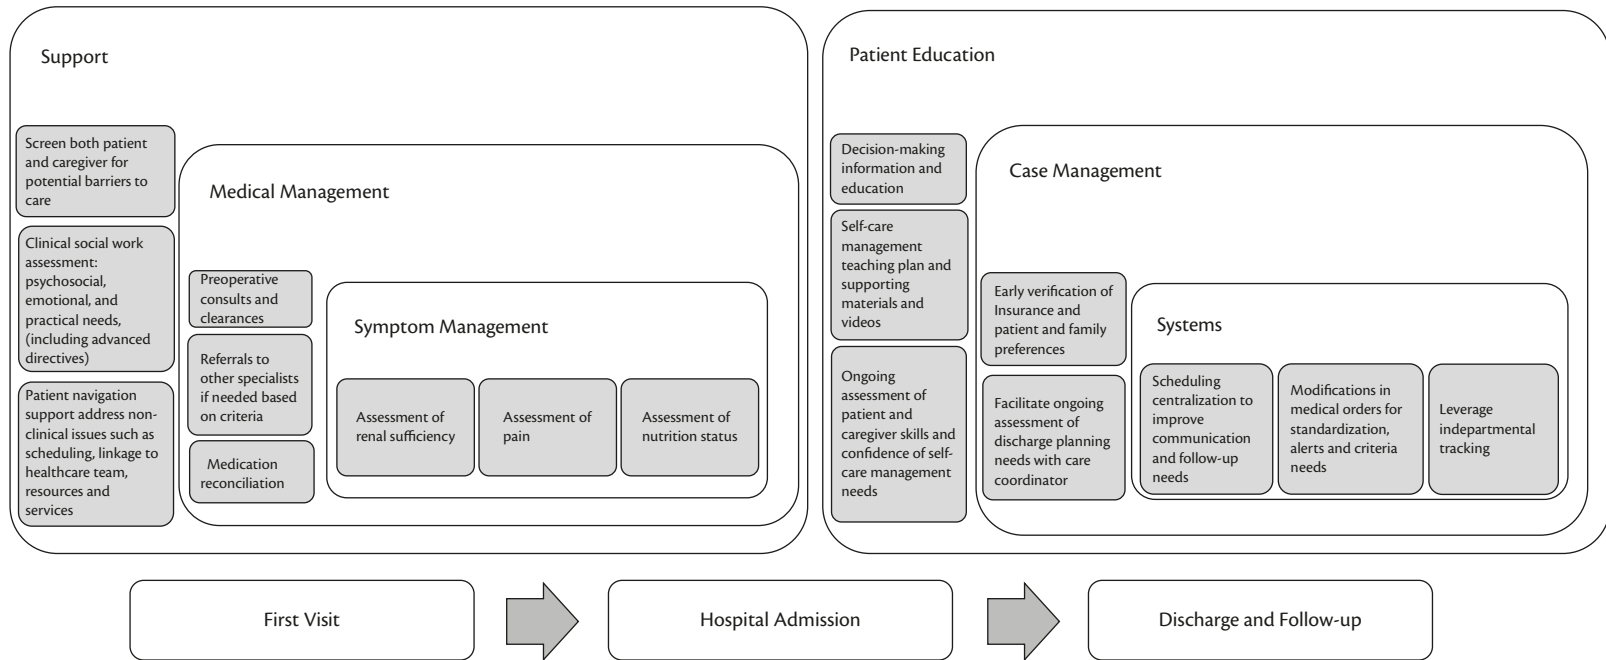 Support
Screen both patient
and caregiver for
potential barriers to
care
Clinical social work
assessment:
psychosocial,
emotional, and
practical needs,
(including advanced
directives)
Patient navigation
support address non-
clinical issues such as
scheduling, linkage to
healthcare team,
resources and
services
Medical Management
Preoperative
consults and
clearances
Referrals to
other specialists
if needed based
on criteria
Medication
reconciliation
Symptom Management
Assessment of
renal sufficiency
Assessment of
pain
Assessment of
nutrition status
Patient Education
Decision-making
information and
education
Self-care
management
teaching plan and
supporting
materials and
videos
Ongoing
assessment of
patient and
caregiver skills and
confidence of self-
care management
needs
Case Management
Early verification of
Insurance and
patient and family
preferences
Facilitate ongoing
assessment of
discharge planning
needs with care
coordinator
Systems
Scheduling
centralization to
improve
communication
and follow-up
needs
Modifications in
medical orders for
standardization,
alerts and criteria
needs
Leverage
indepartmental
tracking
First Visit
Hospital Admission
Discharge and Follow-up